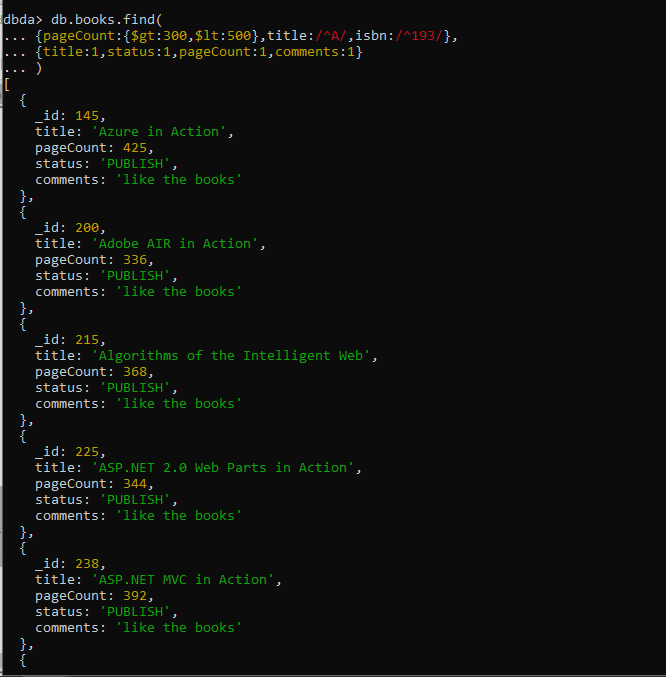 dbda> db.books.find(
... {pageCount:{$gt:300,$lt:500},title:/^A/,isbn:/^193/},
... {title:1,status:1,pageCount:1,comments:1}
... )
[
  {
    _id: 145,
    title: 'Azure in Action',
    pageCount: 425,
    status: 'PUBLISH',
    comments: 'like the books'
  },
  {
    _id: 200,
    title: 'Adobe AIR in Action',
    pageCount: 336,
    status: 'PUBLISH',
    comments: 'like the books'
  },
  {
    _id: 215,
    title: 'Algorithms of the Intelligent Web',
    pageCount: 368,
    status: 'PUBLISH',
    comments: 'like the books'
  },
  {
    _id: 225,
    title: 'ASP.NET 2.0 Web Parts in Action',
    pageCount: 344,
    status: 'PUBLISH',
    comments: 'like the books'
  },
  {
    _id: 238,
    title: 'ASP.NET MVC in Action',
    pageCount: 392,
    status: 'PUBLISH',
    comments: 'like the books'
  },
  {